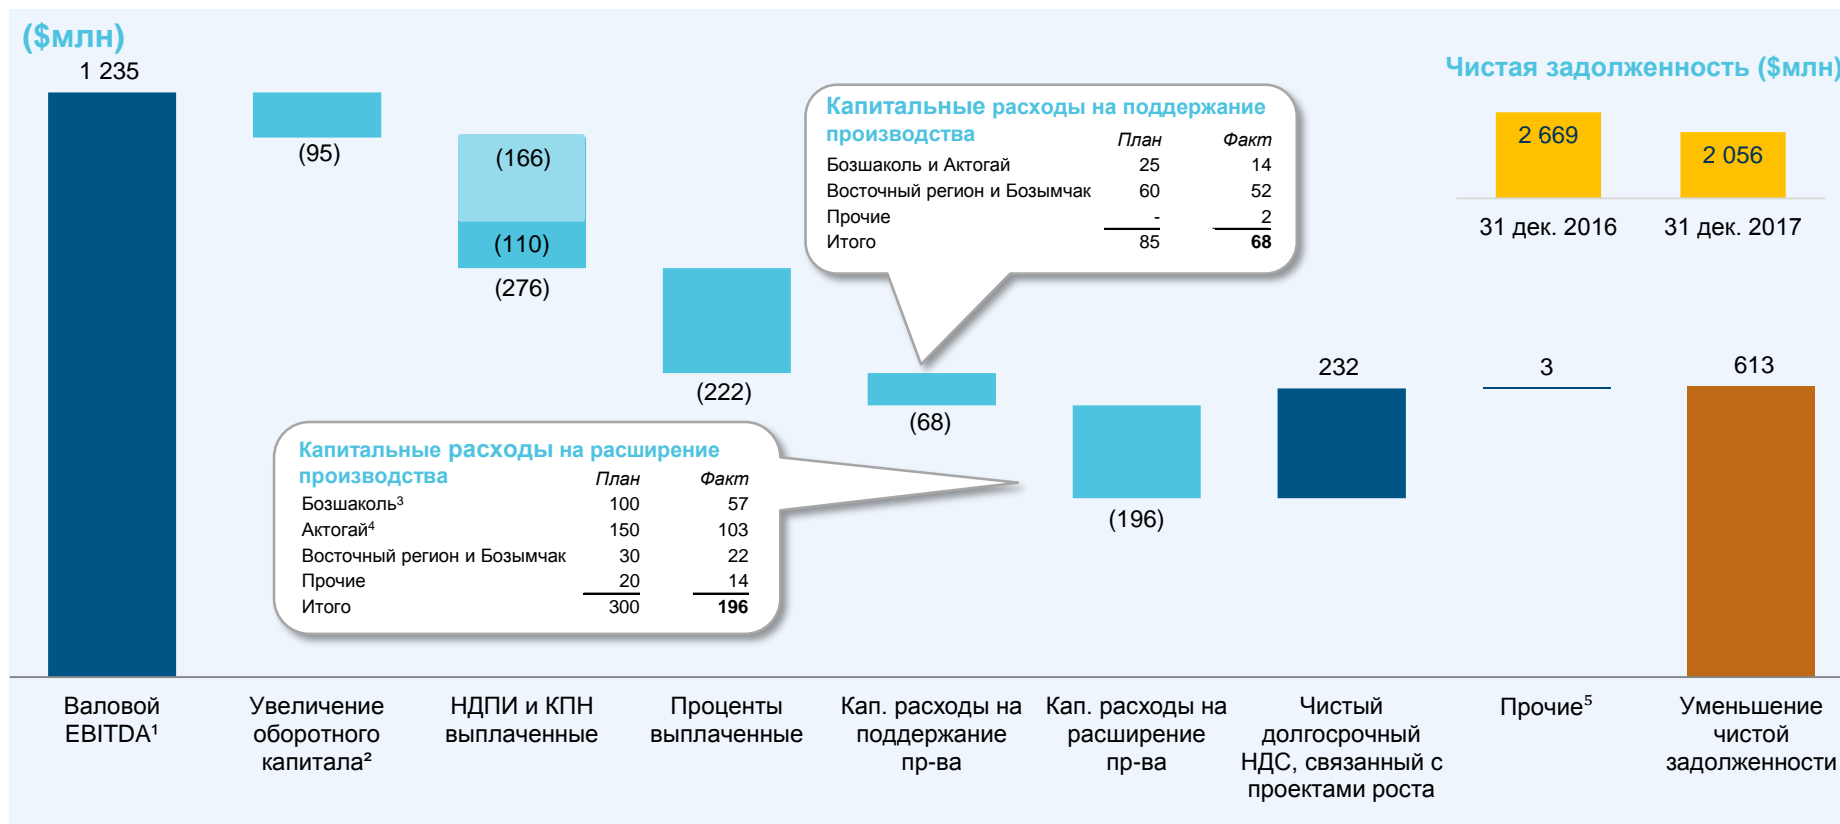 ($млн)
1 235
(95)
(166)
(110)
(276)
(222)
(68)
(196)
232
3
613
Капитальные расходы на поддержание
производства План Факт
Бозшаколь и Актогай 25 14
Восточный регион и Бозымчак 60 52
Прочие - 2
Итого 85 68
Чистая задолженность ($млн)
2 669 2 056
31 дек. 2016 31 дек. 2017
Капитальные расходы на расширение
производства План Факт
Бозшаколь³ 100 57
Актогай⁴ 150 103
Восточный регион и Бозымчак 30 22
Прочие 20 14
Итого 300 196
Валовой
EBITDA¹
Увеличение
оборотного
капитала²
НДПИ и КПН
выплаченные
Проценты
выплаченные
Кап. расходы на
поддержание
пр-ва
Кап. расходы на
расширение
пр-ва
Чистый
долгосрочный
НДС, связанный с
проектами роста
Прочие⁵
Уменьшение
чистой
задолженности